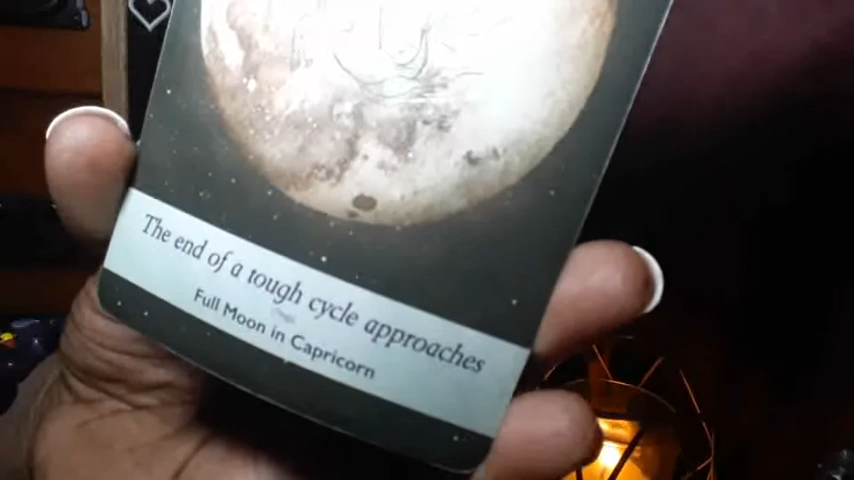 The end of a tough cycle approaches
Full Moon in Capricorn